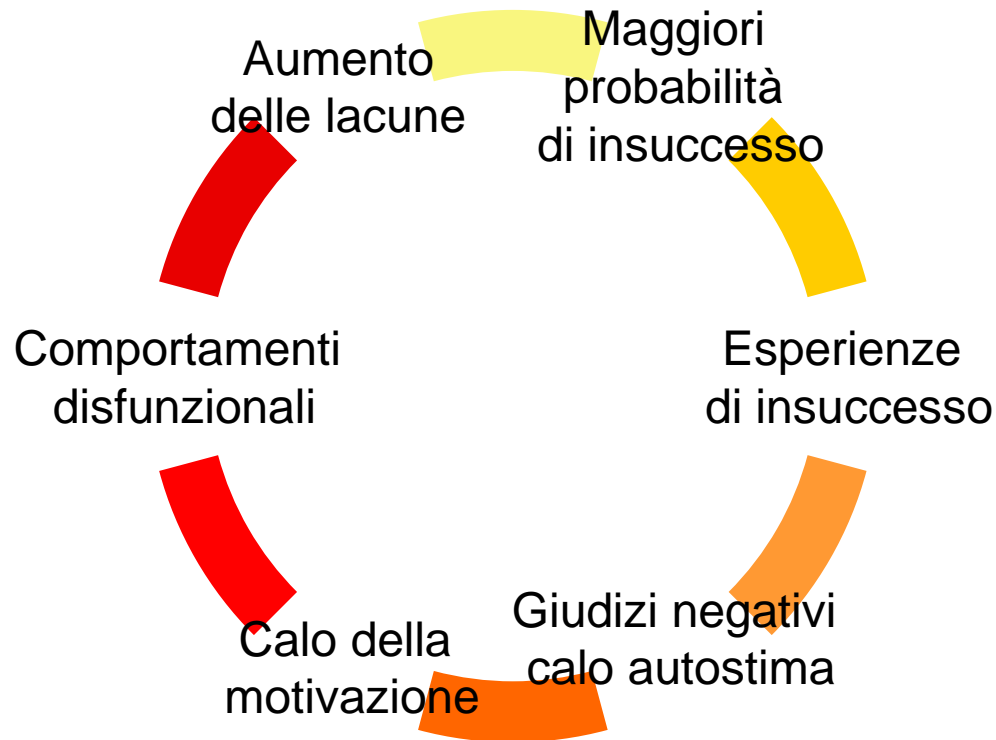 Aumento
delle lacune
Maggiori
probabilità
di insuccesso
Comportamenti
disfunzionali
Esperienze
di insuccesso
Calo della
motivazione
Giudizi negativi
calo autostima